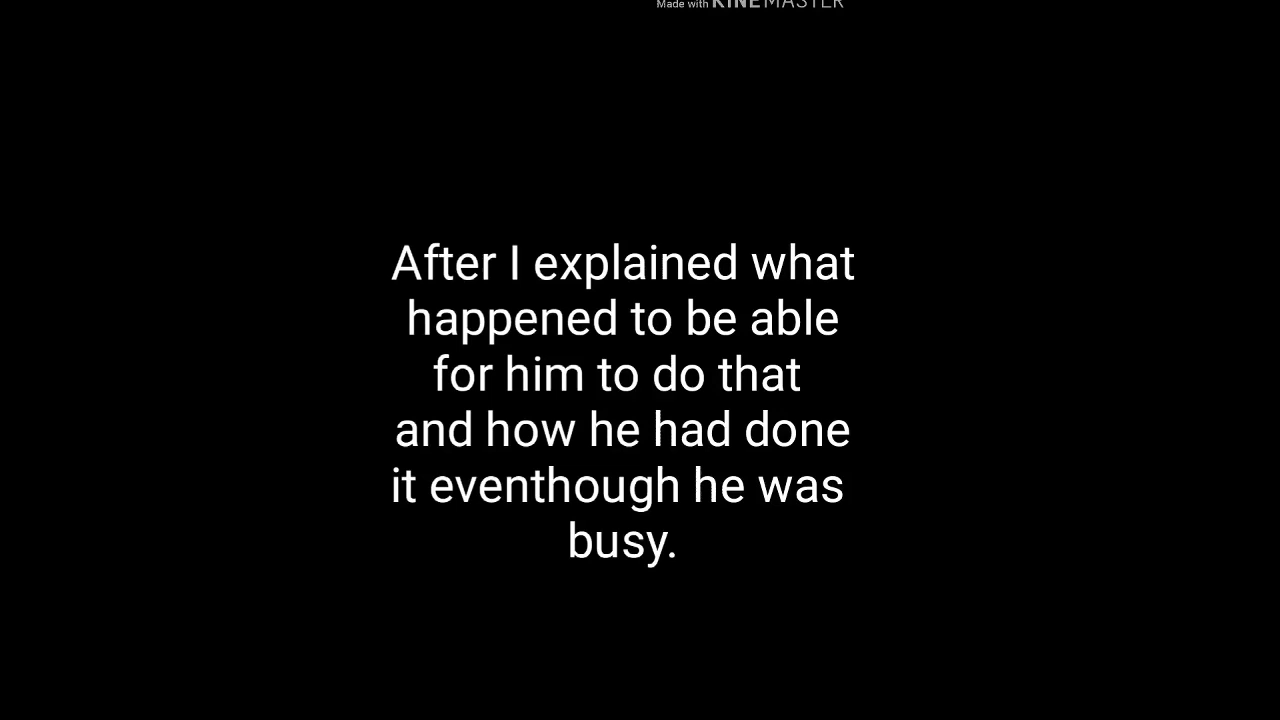 Made with KINEMASTER
After I explained what
happened to be able
for him to do that
and how he had done
it eventhough he was
busy.